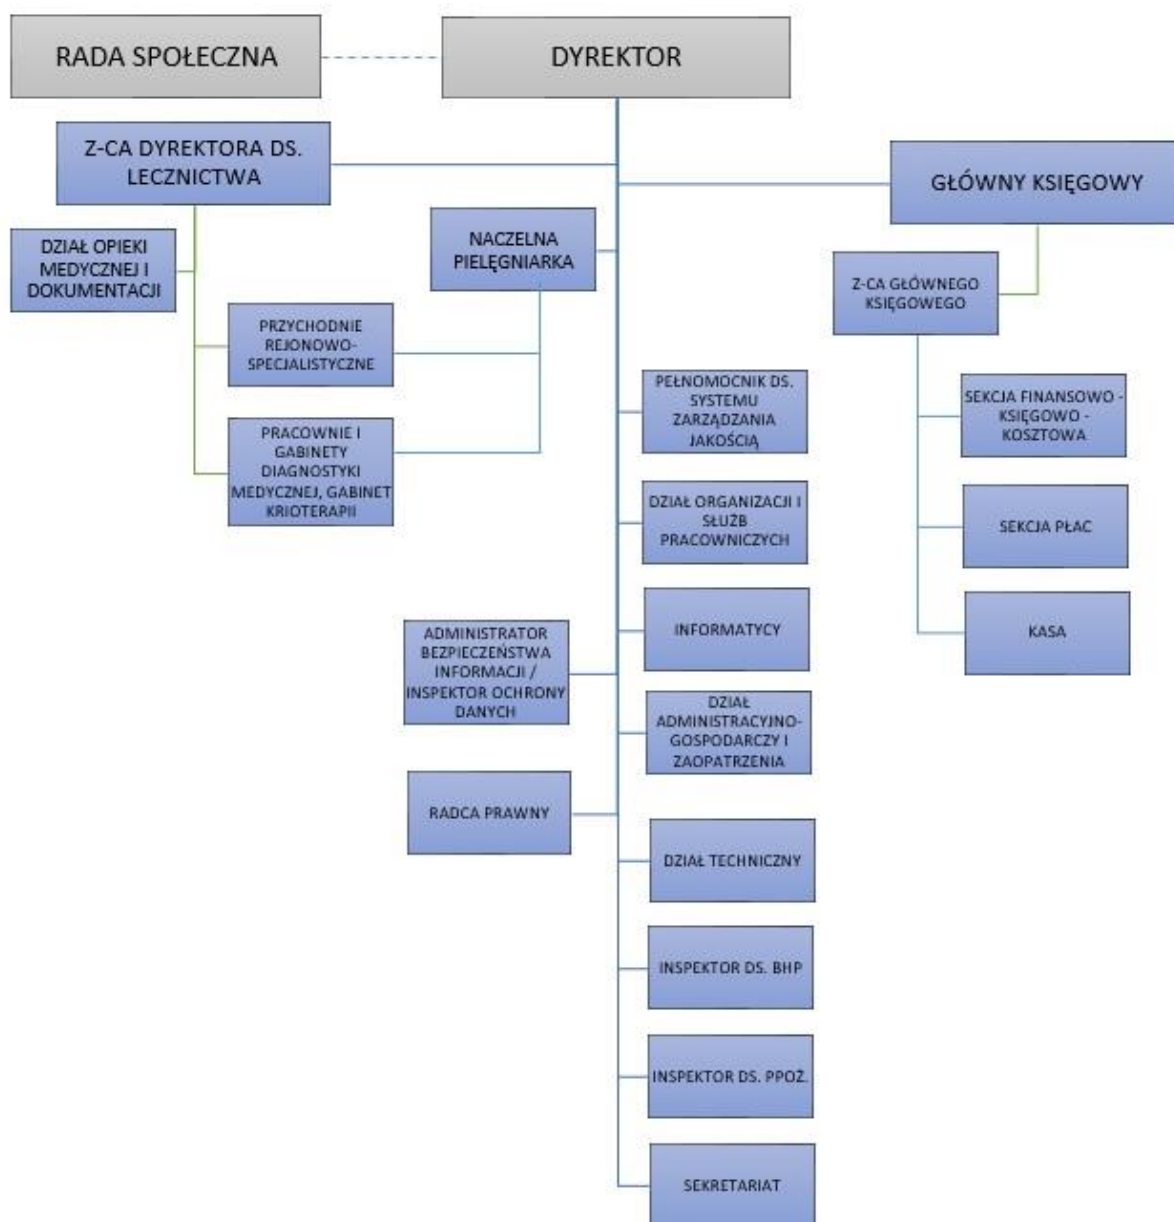 RADA SPOŁECZNA
DYREKTOR
Z-CA DYREKTORA DS.
LECZNICTWA
GŁÓWNY KSIĘGOWY
DZIAŁ OPIEKI
MEDYCZNEJ I
DOKUMENTACJI
NACZELNA
PIELĘGNIARKA
Z-CA GŁÓWNEGO
KSIĘGOWEGO
PRZYCHODNIE
REJONOWO-
SPECJALISTYCZNE
PRACOWNIE I
GABINETY
DIAGNOSTYKI
MEDYCZNEJ, GABINET
KRIOTERAPII
PEŁNOMOCNIK DS.
SYSTEMU
ZARZĄDZANIA
JAKOŚCIĄ
SEKCJA FINANSOWO -
KSIĘGOWO -
KOSZTOWA
DZIAŁ ORGANIZACJI I
SŁUŻB
PRACOWNICZYCH
SEKCJA PŁAC
INFORMATYCY
KASA
ADMINISTRATOR
BEZPIECZEŃSTWA
INFORMACJI /
INSPEKTOR OCHRONY
DANYCH
DZIAŁ
ADMINISTRACYJNO-
GOSPODARCZY I
ZAOPATRZENIA
RADCA PRAWNY
DZIAŁ TECHNICZNY
INSPEKTOR DS. BHP
INSPEKTOR DS. PPOŻ.
SEKRETARIAT